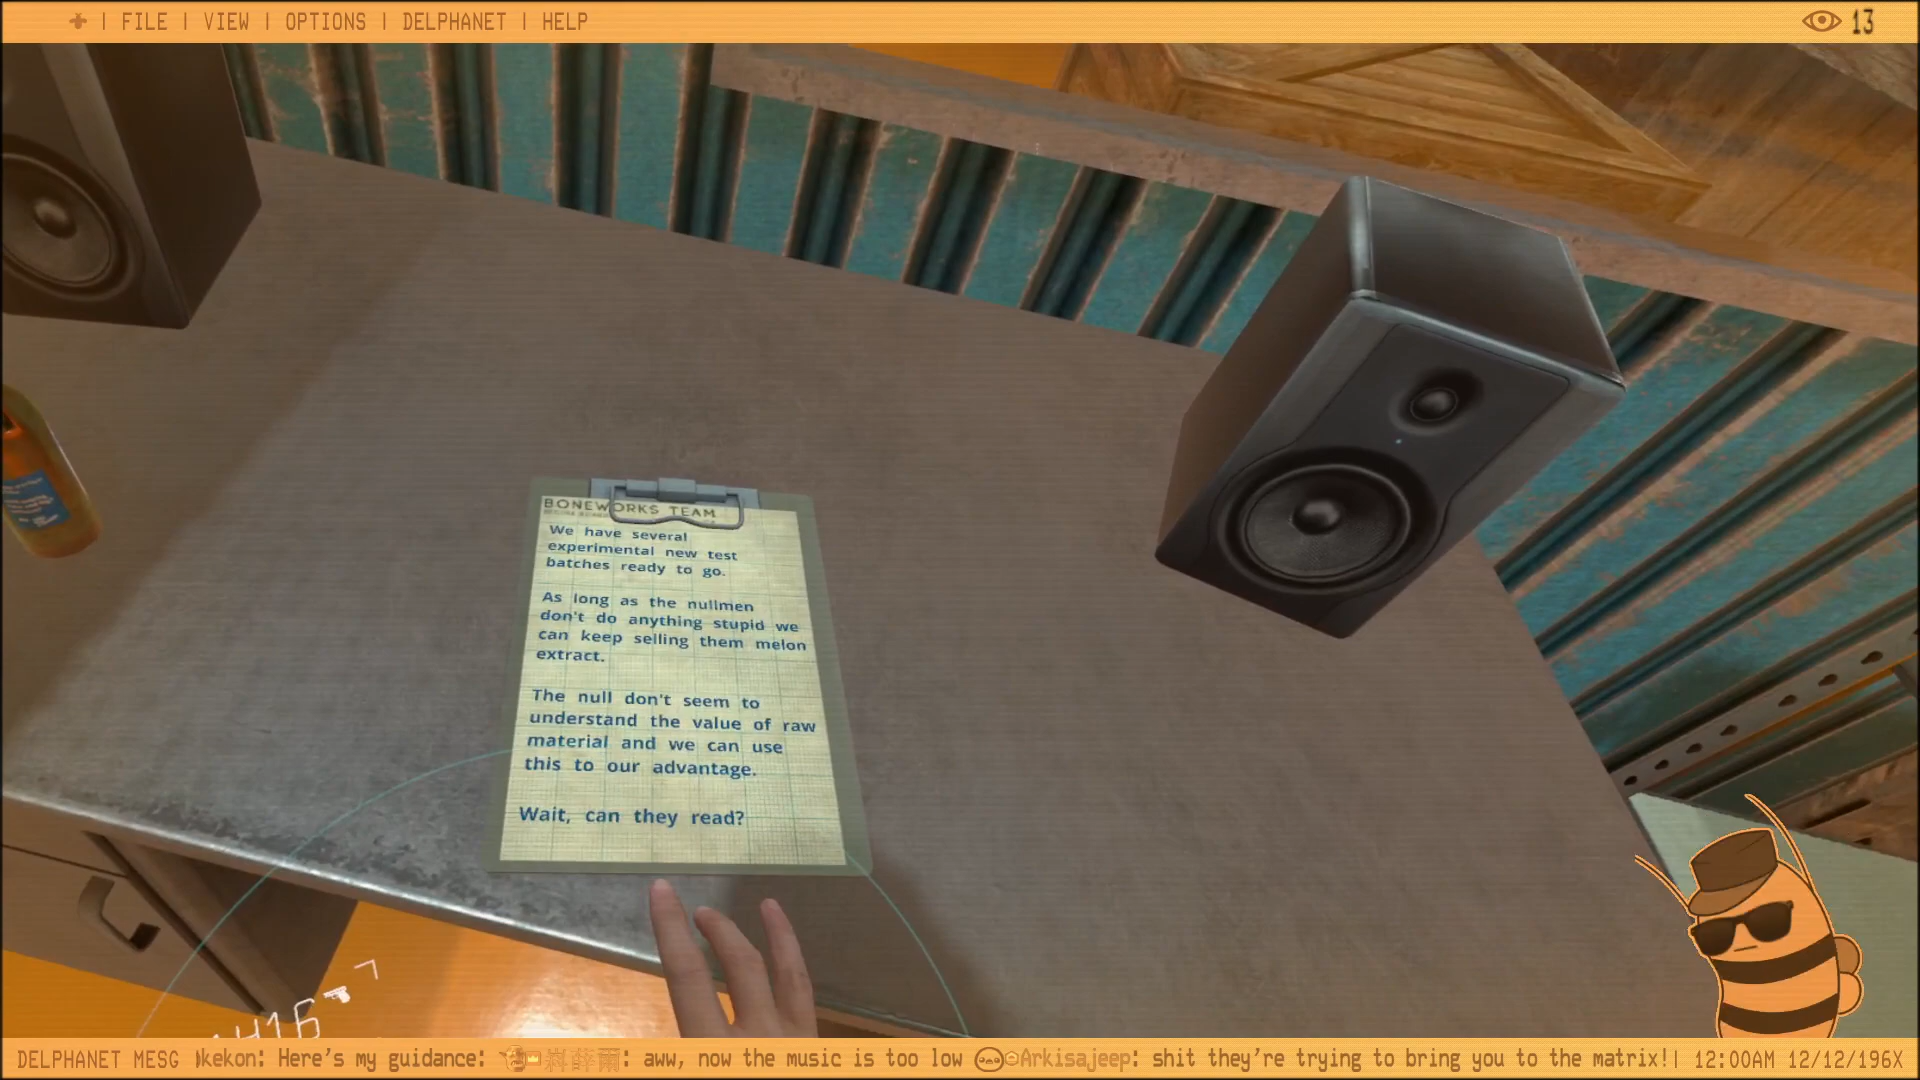 | FILE | VIEW | OPTIONS | DELPHANET | HELP
13
BONEWORKS TEAM
We have several
experimental new test
batches ready to go.
As long as the nullmen
don't do anything stupid we
can keep selling them melon
extract.
The null don't seem to
understand the value of raw
material and we can use
this to our advantage.
Wait, can they read?
416
DELPHANET MESG kekon: Here's my guidance: : aww, now the music is too low Arkisajeep: shit they're trying to bring you to the matrix! | 12:00AM 12/12/196X